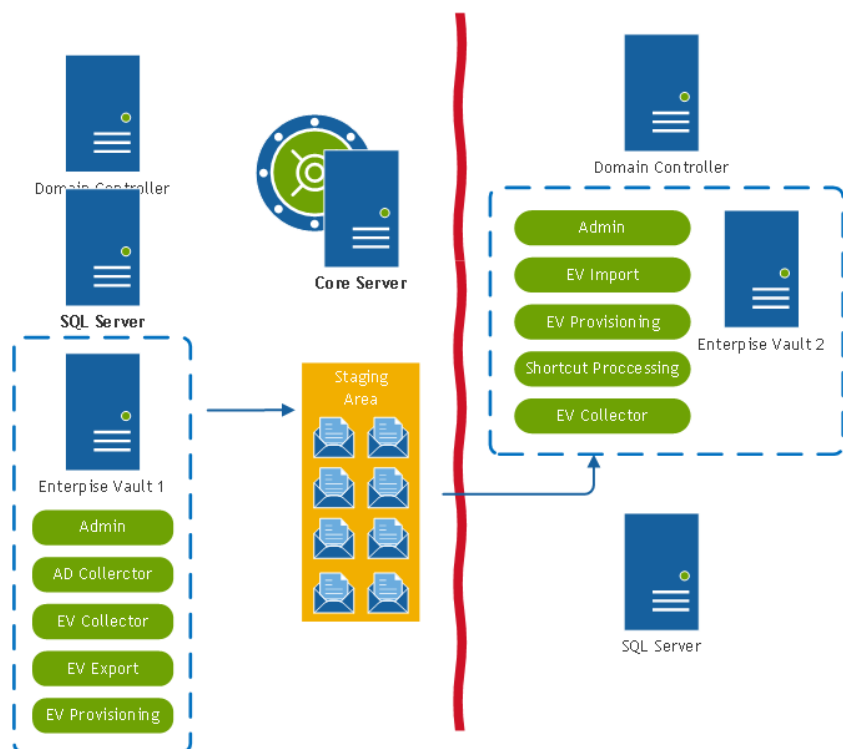 Domain Controller
SQL Server
Enterpise Vault 1
Admin
AD Collerctor
EV Collector
EV Export
EV Provisioning
Core Server
Staging
Area
Domain Controller
Admin
EV Import
EV Provisioning
Shortcut Proccessing
EV Collector
Enterpise Vault 2
SQL Server